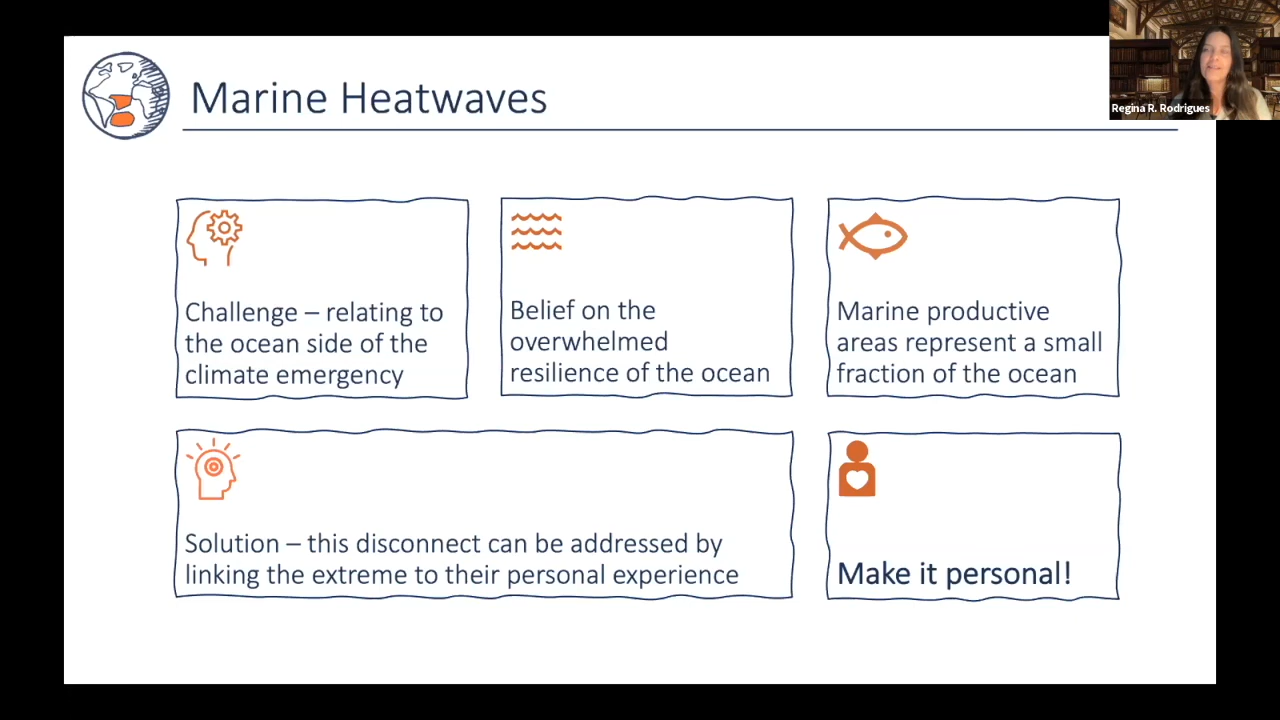 Marine Heatwaves
Regina R. Rodrigues
Challenge – relating to
the ocean side of the
climate emergency
Belief on the
overwhelmed
resilience of the ocean
Marine productive
areas represent a small
fraction of the ocean
Solution – this disconnect can be addressed by
linking the extreme to their personal experience
Make it personal!